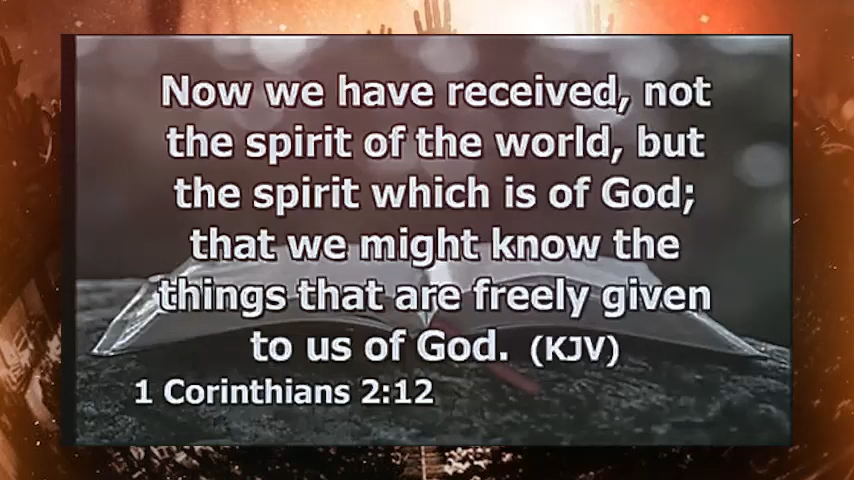 Now we have received, not
the spirit of the world, but
the spirit which is of God;
that we might know the
things that are freely given
to us of God. (KJV)
1 Corinthians 2:12